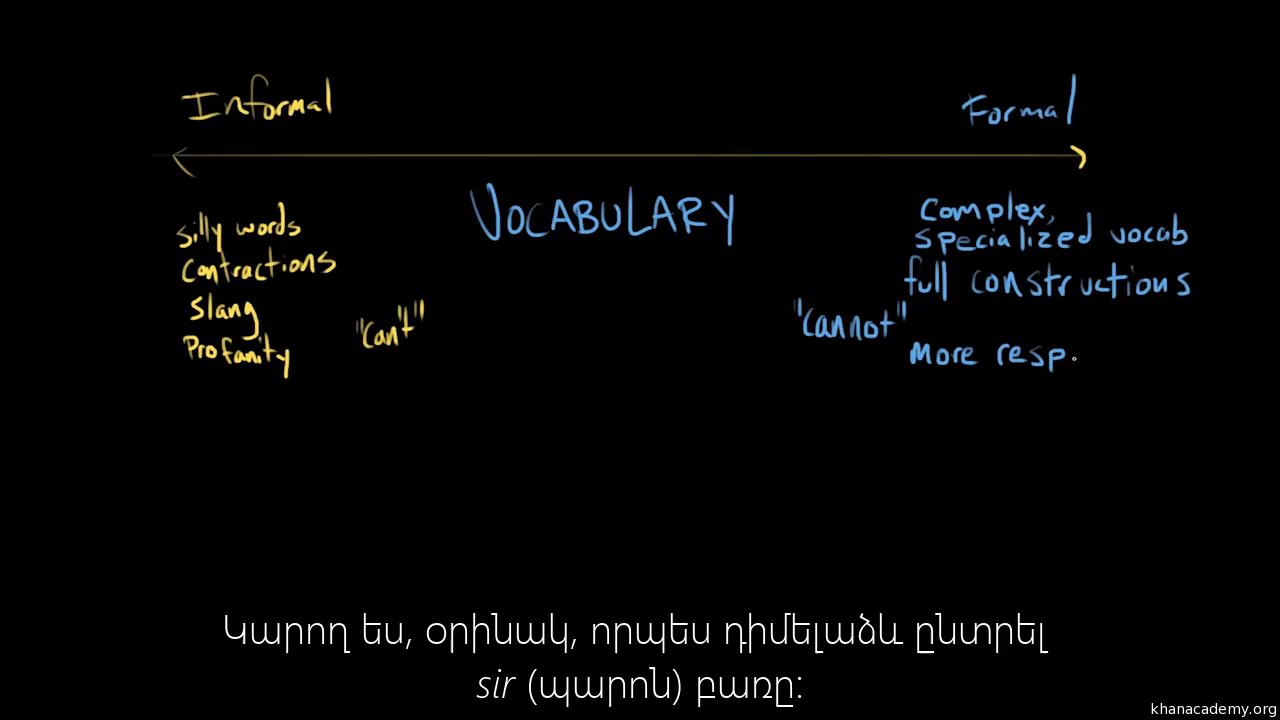 Informal
Formal
VOCABULARY
silly words
Contractions
Slang
Profanity
"Can't"
Complex,
specialized vocab
full constructions
"Cannot"
More resp
Կարող ես, օրինակ, որպես դիմելաձև ընտրել
sir (պարոն) բառը:
khanacademy.org